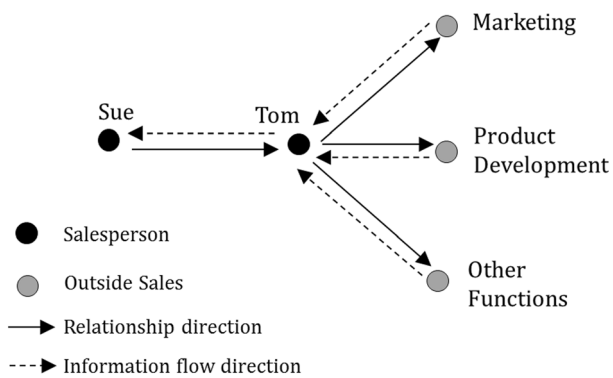 Marketing
Sue
Tom
Product
Development
Salesperson
Outside Sales
Other
Functions
Relationship direction
Information flow direction